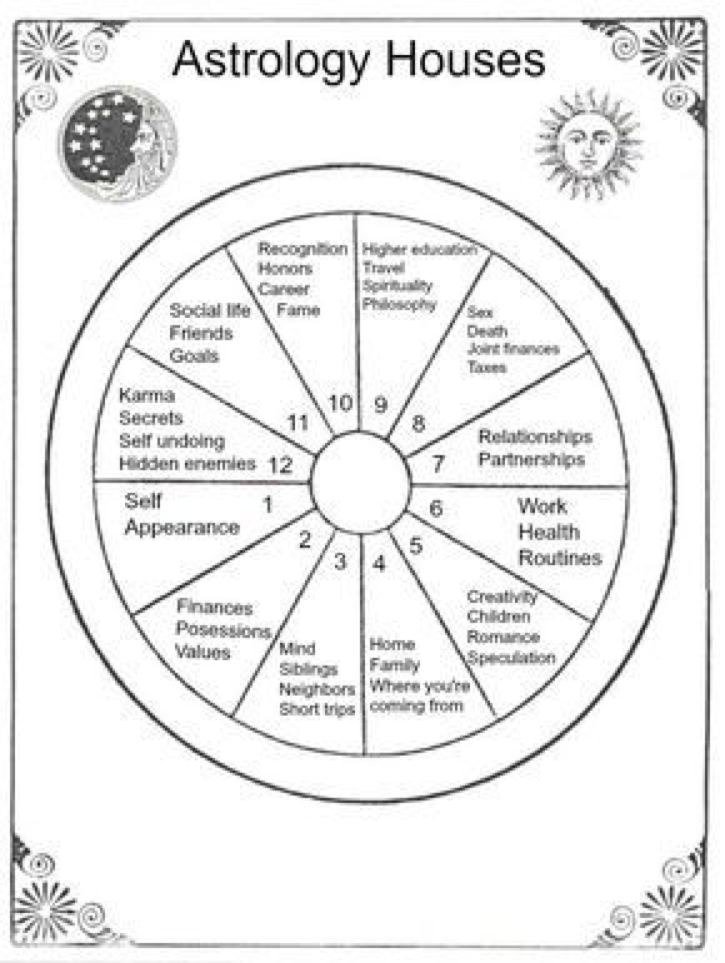 Astrology Houses
Recognition
Honors
Career
Fame
10
Higher education
Travel
Spirituality
Philosophy
9
Sex
Death
Joint finances
Taxes
8
Relationships
Partnerships
7
Work
Health
Routines
6
Creativity
Children
Romance
Speculation
5
Home
Family
Where you're
coming from
4
Mind
Siblings
Neighbors
Short trips
3
Finances
Posessions
Values
2
Self
Appearance
1
Karma
Secrets
Self undoing
Hidden enemies
12
Social life
Friends
Goals
11